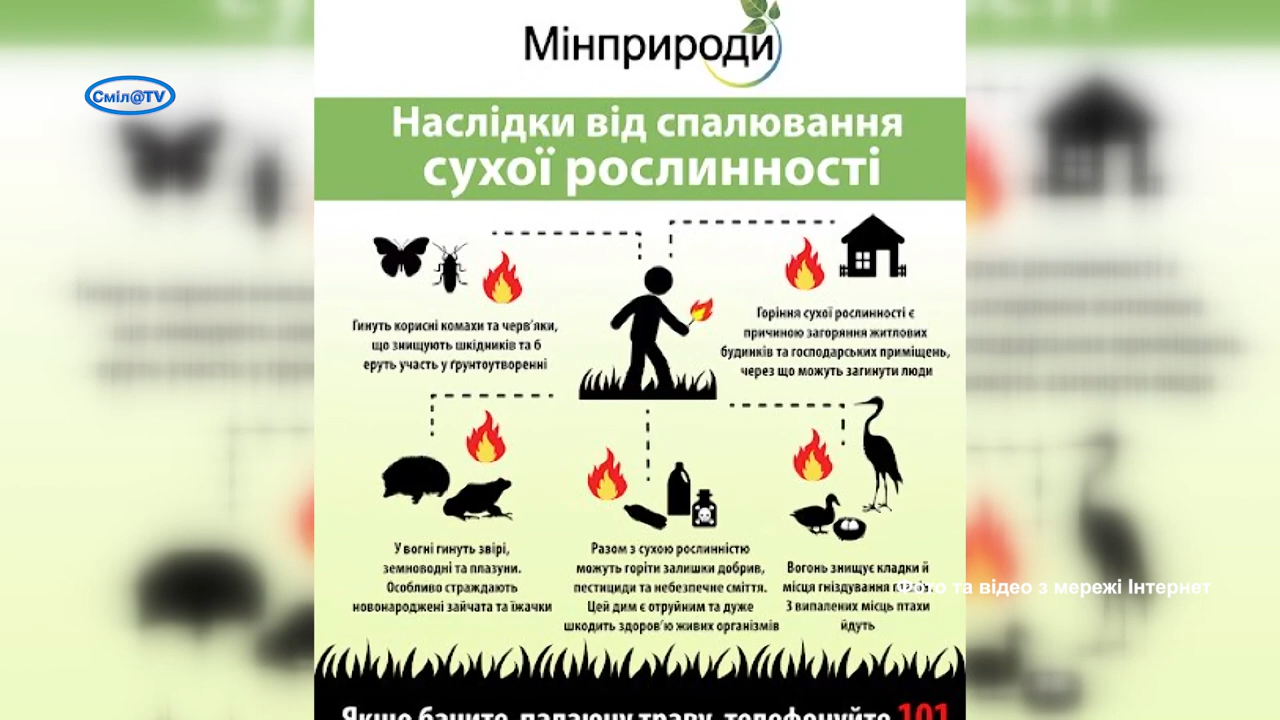 Мінприроди
Сміл@TV
Наслідки від спалювання
сухої рослинності
Гинуть корисні комахи та черв'яки,
що знищують шкідників та б
еруть участь у ґрунтоутворенні
Горіння сухої рослинності є
причиною загоряння житлових
будинків та господарських приміщень,
через що можуть загинути люди
У вогні гинуть звірі,
земноводні та плазуни.
Особливо страждають
новонароджені зайчата та їжачки
Разом з сухою рослинністю
можуть горіти залишки добрив,
пестициди та небезпечне сміття.
Цей дим є отруйним та дуже
шкодить здоров'ю живих організмів
Вогонь знищує кладки й
місця гніздування
З випалених місць птахи
йдуть
Фото та відео з мережі Інтернет
Якщо бачите палаючу траву, телефонуйте 101